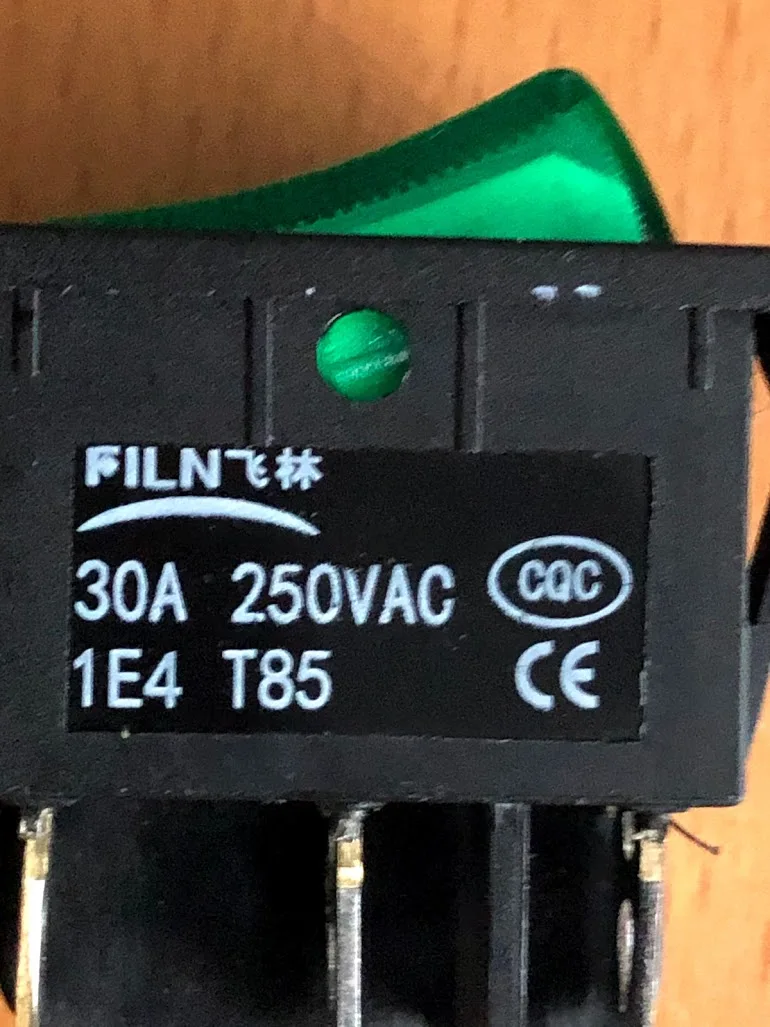 FILN飞林
30A 250VAC
CQC
1E4 T85
CE